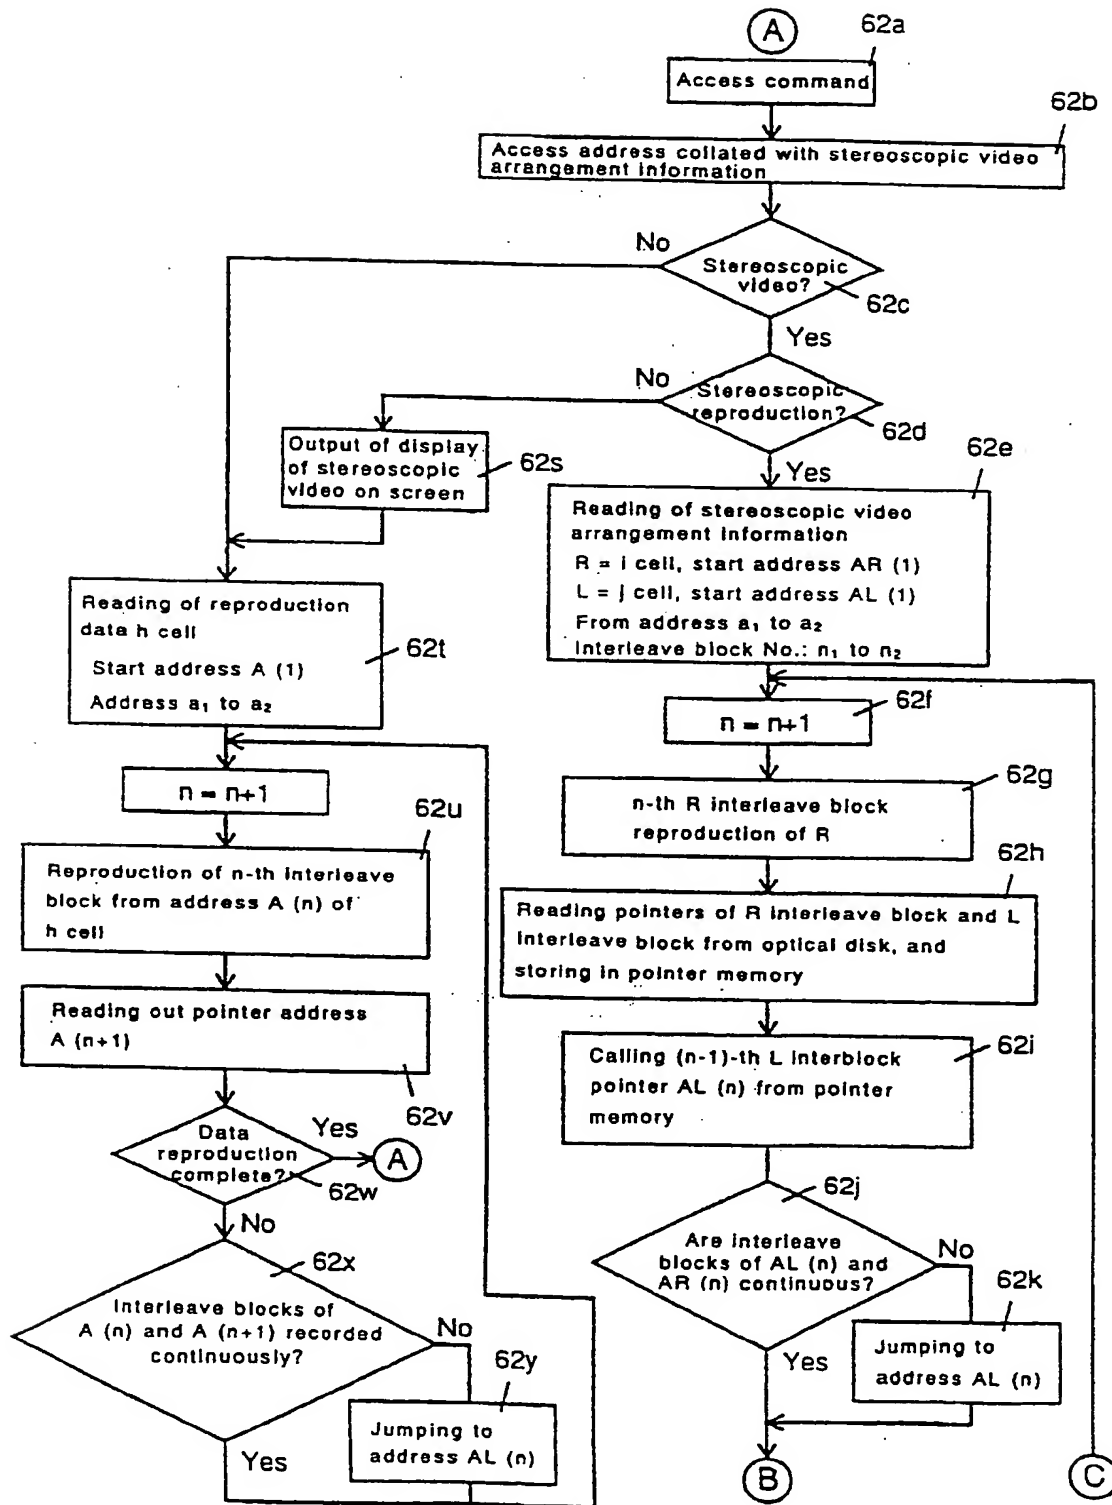 A
62a
Access command
62b
Access address collated with stereoscopic video
arrangement information
No
Stereoscopic
video?
62c
Yes
No
Stereoscopic
reproduction?
62d
Yes
Output of display
of stereoscopic
video on screen
62s
62e
Reading of stereoscopic video
arrangement information
R = i cell, start address AR (1)
L = j cell, start address AL (1)
From address a₁ to a₂
Interleave block No.: n₁ to n₂
Reading of reproduction
data h cell
Start address A (1)
Address a₁ to a₂
62t
62f
n = n+1
n = n+1
62g
n-th R interleave block
reproduction of R
62u
Reproduction of n-th interleave
block from address A (n) of
h cell
62h
Reading pointers of R interleave block and L
interleave block from optical disk, and
storing in pointer memory
Reading out pointer address
A (n+1)
62v
62i
Calling (n-1)-th L interblock
pointer AL (n) from pointer
memory
Data
reproduction
complete?
62w
Yes
A
No
62j
Are interleave
blocks of AL (n) and
AR (n) continuous?
No
62k
Jumping to
address AL (n)
Yes
62x
Interleave blocks of
A (n) and A (n+1) recorded
continuously?
No
62y
Jumping to
address AL (n)
Yes
B
C